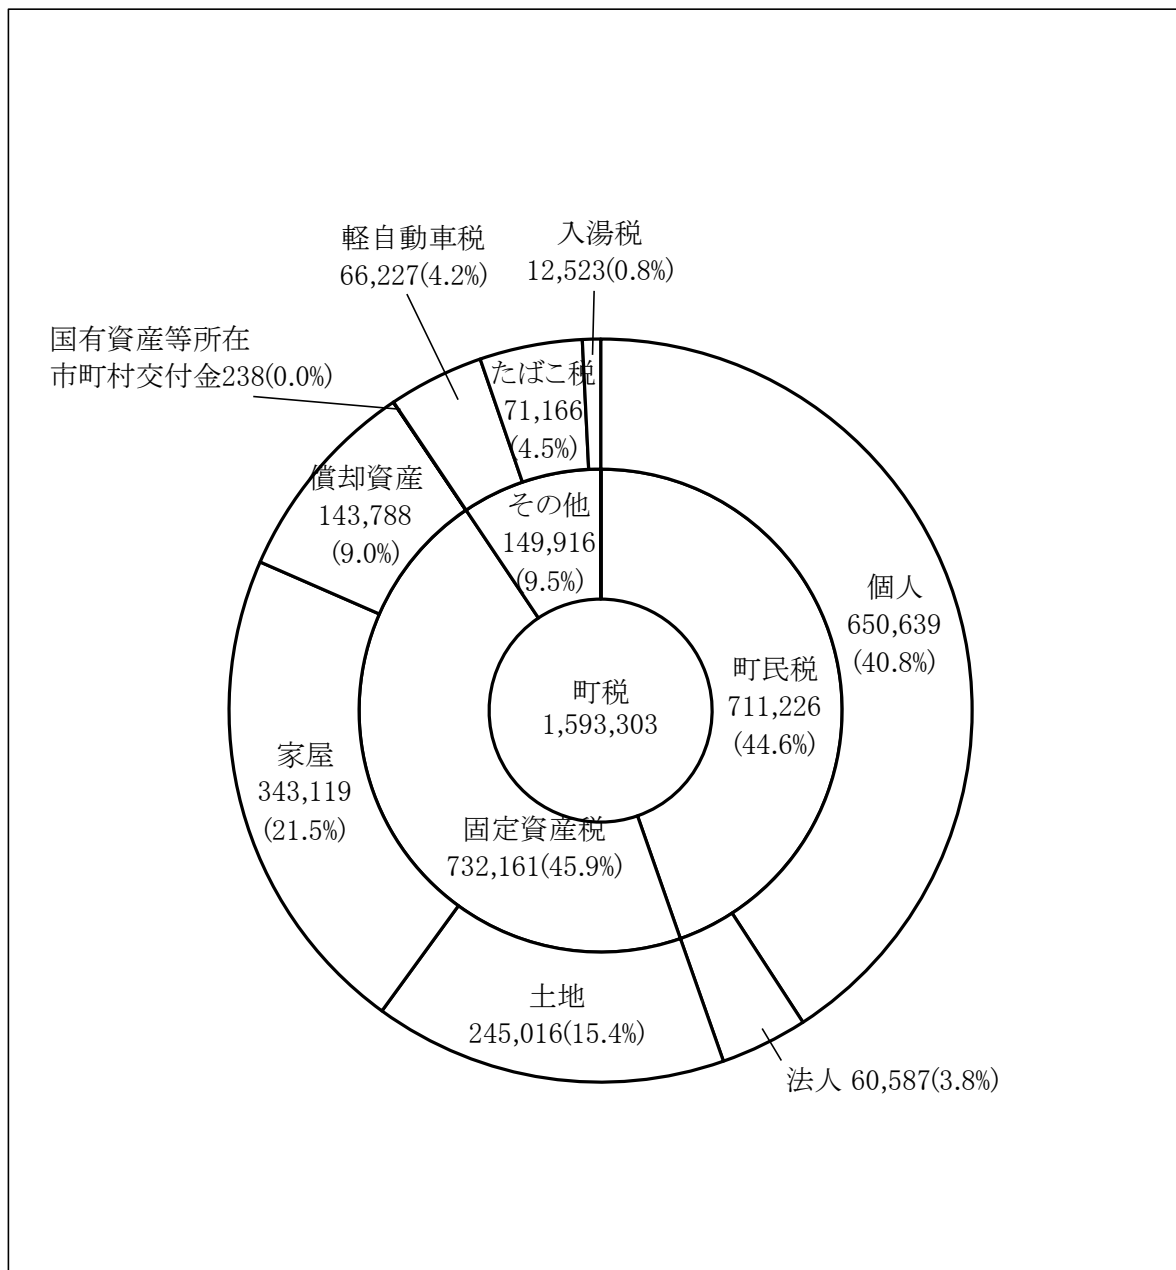 軽自動車税
66,227(4.2%)
入湯税
12,523(0.8%)
国有資産等所在
市町村交付金238(0.0%)
たばこ税
71,166
(4.5%)
償却資産
143,788
(9.0%)
その他
149,916
(9.5%)
個人
650,639
(40.8%)
町民税
711,226
(44.6%)
町税
1,593,303
家屋
343,119
(21.5%)
固定資産税
732,161(45.9%)
土地
245,016(15.4%)
法人 60,587(3.8%)